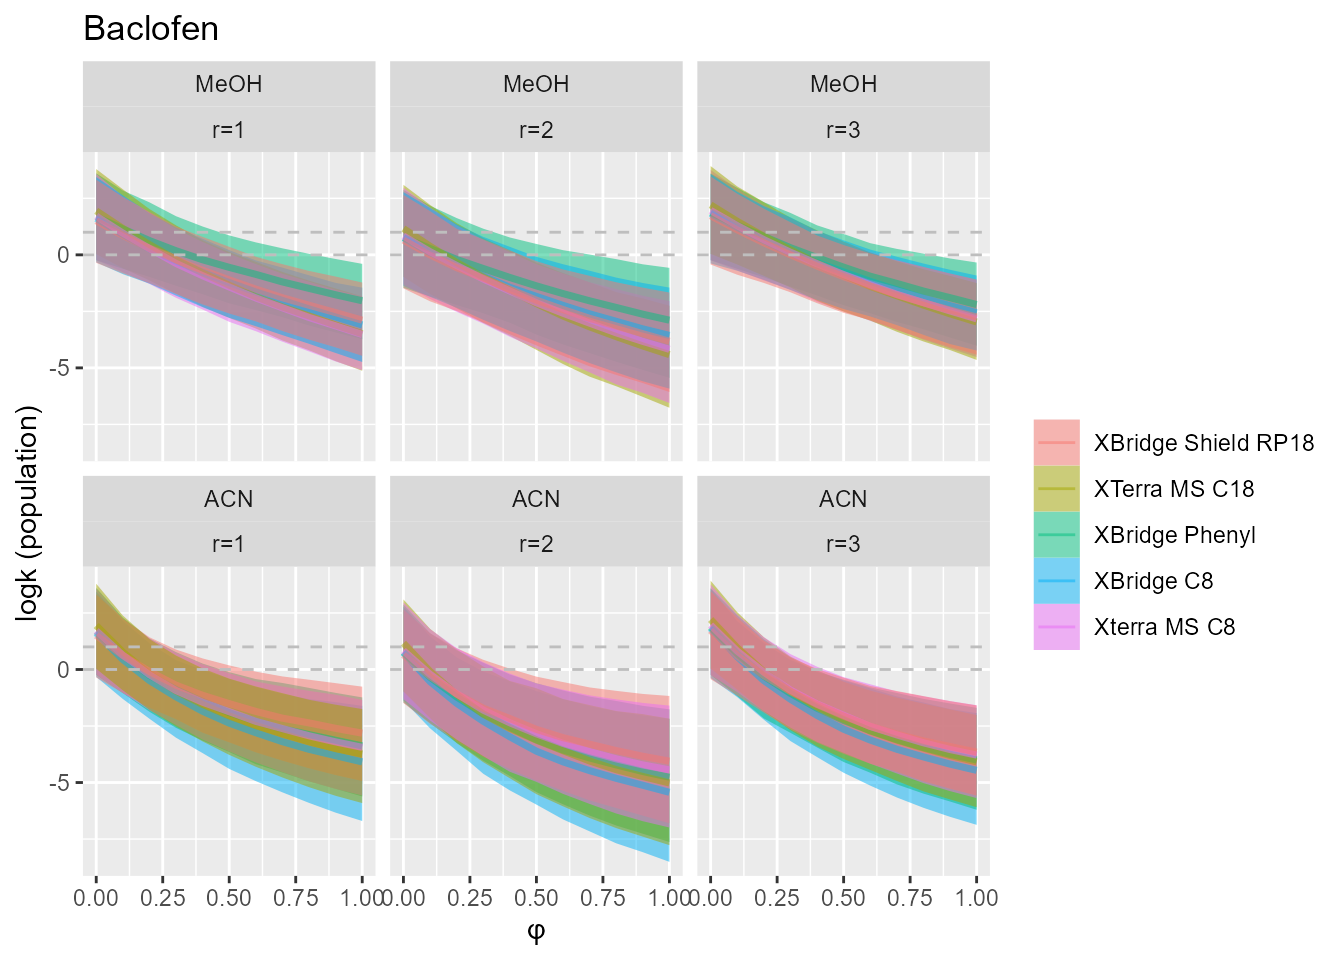 Baclofen
MeOH MeOH MeOH
r=1 r=2 r=3
0
-5
logk (population)
ACN ACN ACN
r=1 r=2 r=3
0
-5
0.00 0.25 0.50 0.75 1.00 0.00 0.25 0.50 0.75 1.00 0.00 0.25 0.50 0.75 1.00
φ
XBridge Shield RP18
XTerra MS C18
XBridge Phenyl
XBridge C8
Xterra MS C8